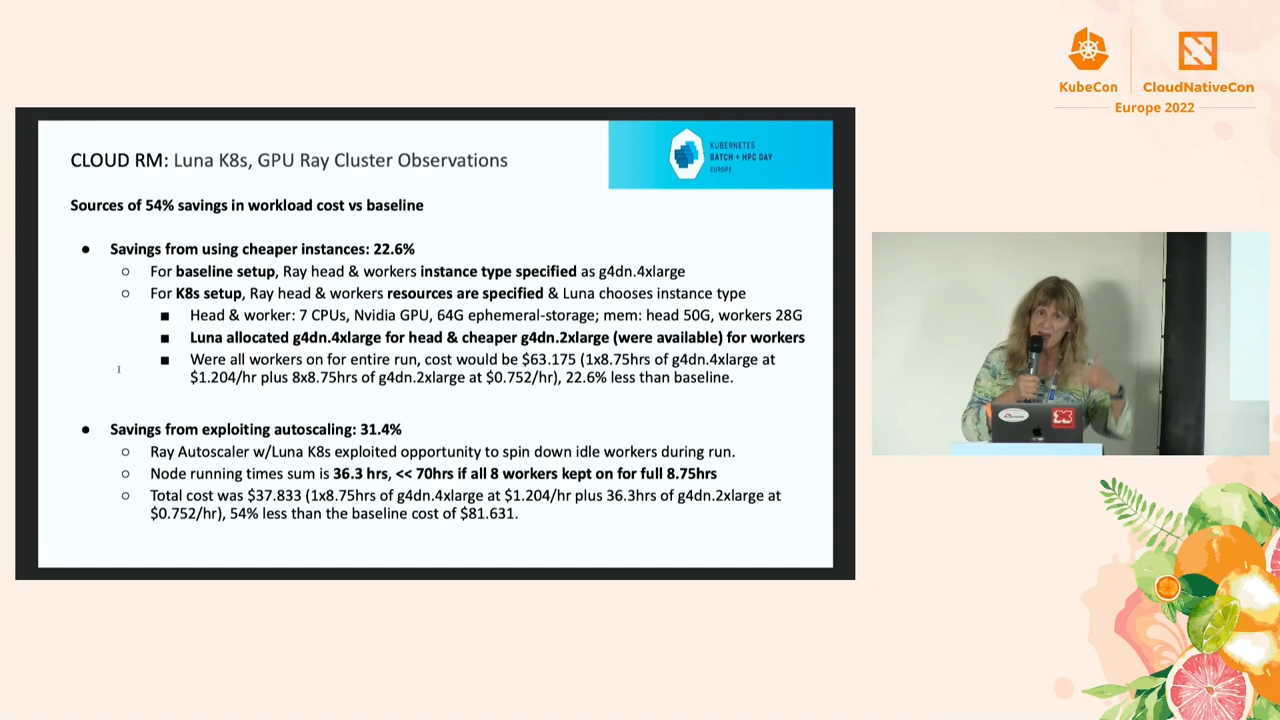 KubeCon
CloudNativeCon
Europe 2022
CLOUD RM: Luna K8s, GPU Ray Cluster Observations
KUBERNETES
BATCH + HPC DAY
EUROPE
Sources of 54% savings in workload cost vs baseline
● Savings from using cheaper instances: 22.6%
○ For baseline setup, Ray head & workers instance type specified as g4dn.4xlarge
○ For K8s setup, Ray head & workers resources are specified & Luna chooses instance type
■ Head & worker: 7 CPUs, Nvidia GPU, 64G ephemeral-storage; mem: head 50G, workers 28G
■ Luna allocated g4dn.4xlarge for head & cheaper g4dn.2xlarge (were available) for workers
■ Were all workers on for entire run, cost would be $63.175 (1x8.75hrs of g4dn.4xlarge at
$1.204/hr plus 8x8.75hrs of g4dn.2xlarge at $0.752/hr), 22.6% less than baseline.
● Savings from exploiting autoscaling: 31.4%
○ Ray Autoscaler w/Luna K8s exploited opportunity to spin down idle workers during run.
○ Node running times sum is 36.3 hrs, << 70hrs if all 8 workers kept on for full 8.75hrs
○ Total cost was $37.833 (1x8.75hrs of g4dn.4xlarge at $1.204/hr plus 36.3hrs of g4dn.2xlarge at
$0.752/hr), 54% less than the baseline cost of $81.631.